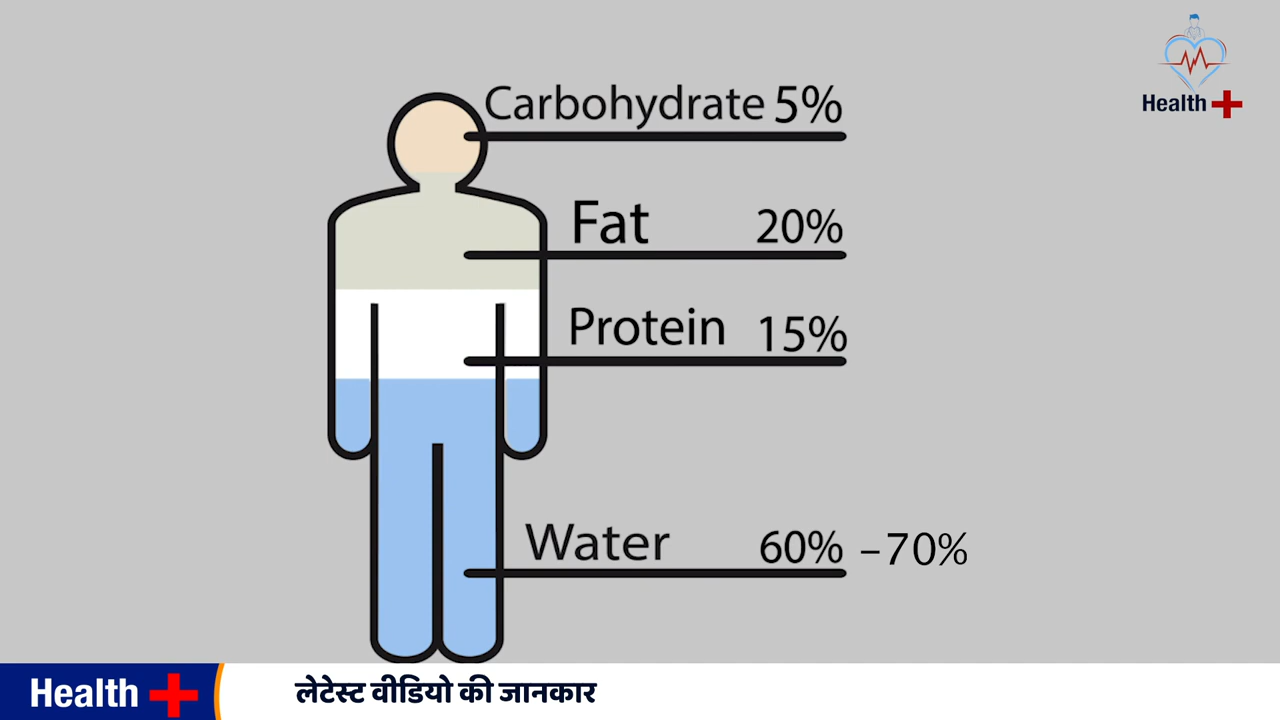 Health
Carbohydrate 5%
Fat 20%
Protein 15%
Water 60% –70%
Health
लेटेस्ट वीडियो की जानकार